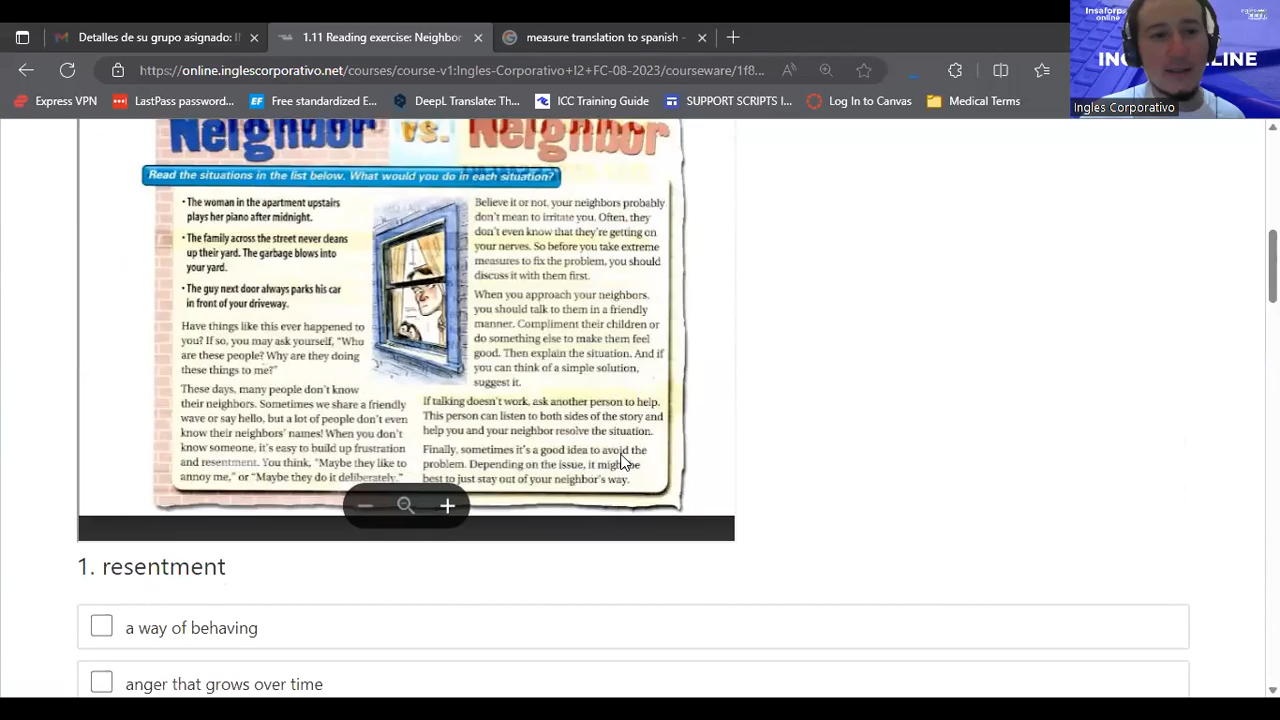 Detalles de su grupo asignado: I
1.11 Reading exercise: Neighbor
measure translation to spanish -
https://online.inglescorporativo.net/courses/course-v1:Ingles-Corporativo+I2+FC-08-2023/courseware/1f8...
Express VPN
LastPass password...
Free standardized E...
DeepL Translate: Th...
ICC Training Guide
SUPPORT SCRIPTS I...
Log In to Canvas
Medical Terms
Insaforp
online
Ingles Corporativo
Neighbor vs. Neighbor
Read the situations in the list below. What would you do in each situation?
• The woman in the apartment upstairs
plays her piano after midnight.
• The family across the street never cleans
up their yard. The garbage blows into
your yard.
• The guy next door always parks his car
in front of your driveway.
Have things like this ever happened to
you? If so, you may ask yourself, "Who
are these people? Why are they doing
these things to me?"
These days, many people don't know
their neighbors. Sometimes we share a friendly
wave or say hello, but a lot of people don't even
know their neighbors' names! When you don't
know someone, it's easy to build up frustration
and resentment. You think, "Maybe they like to
annoy me," or "Maybe they do it deliberately."
Believe it or not, your neighbors probably
don't mean to irritate you. Often, they
don't even know that they're getting on
your nerves. So before you take extreme
measures to fix the problem, you should
discuss it with them first.
When you approach your neighbors,
you should talk to them in a friendly
manner. Compliment their children or
do something else to make them feel
good. Then explain the situation. And if
you can think of a simple solution,
suggest it.
If talking doesn't work, ask another person to help.
This person can listen to both sides of the story and
help you and your neighbor resolve the situation.
Finally, sometimes it's a good idea to avoid the
problem. Depending on the issue, it might be
best to just stay out of your neighbor's way.
1. resentment
a way of behaving
anger that grows over time